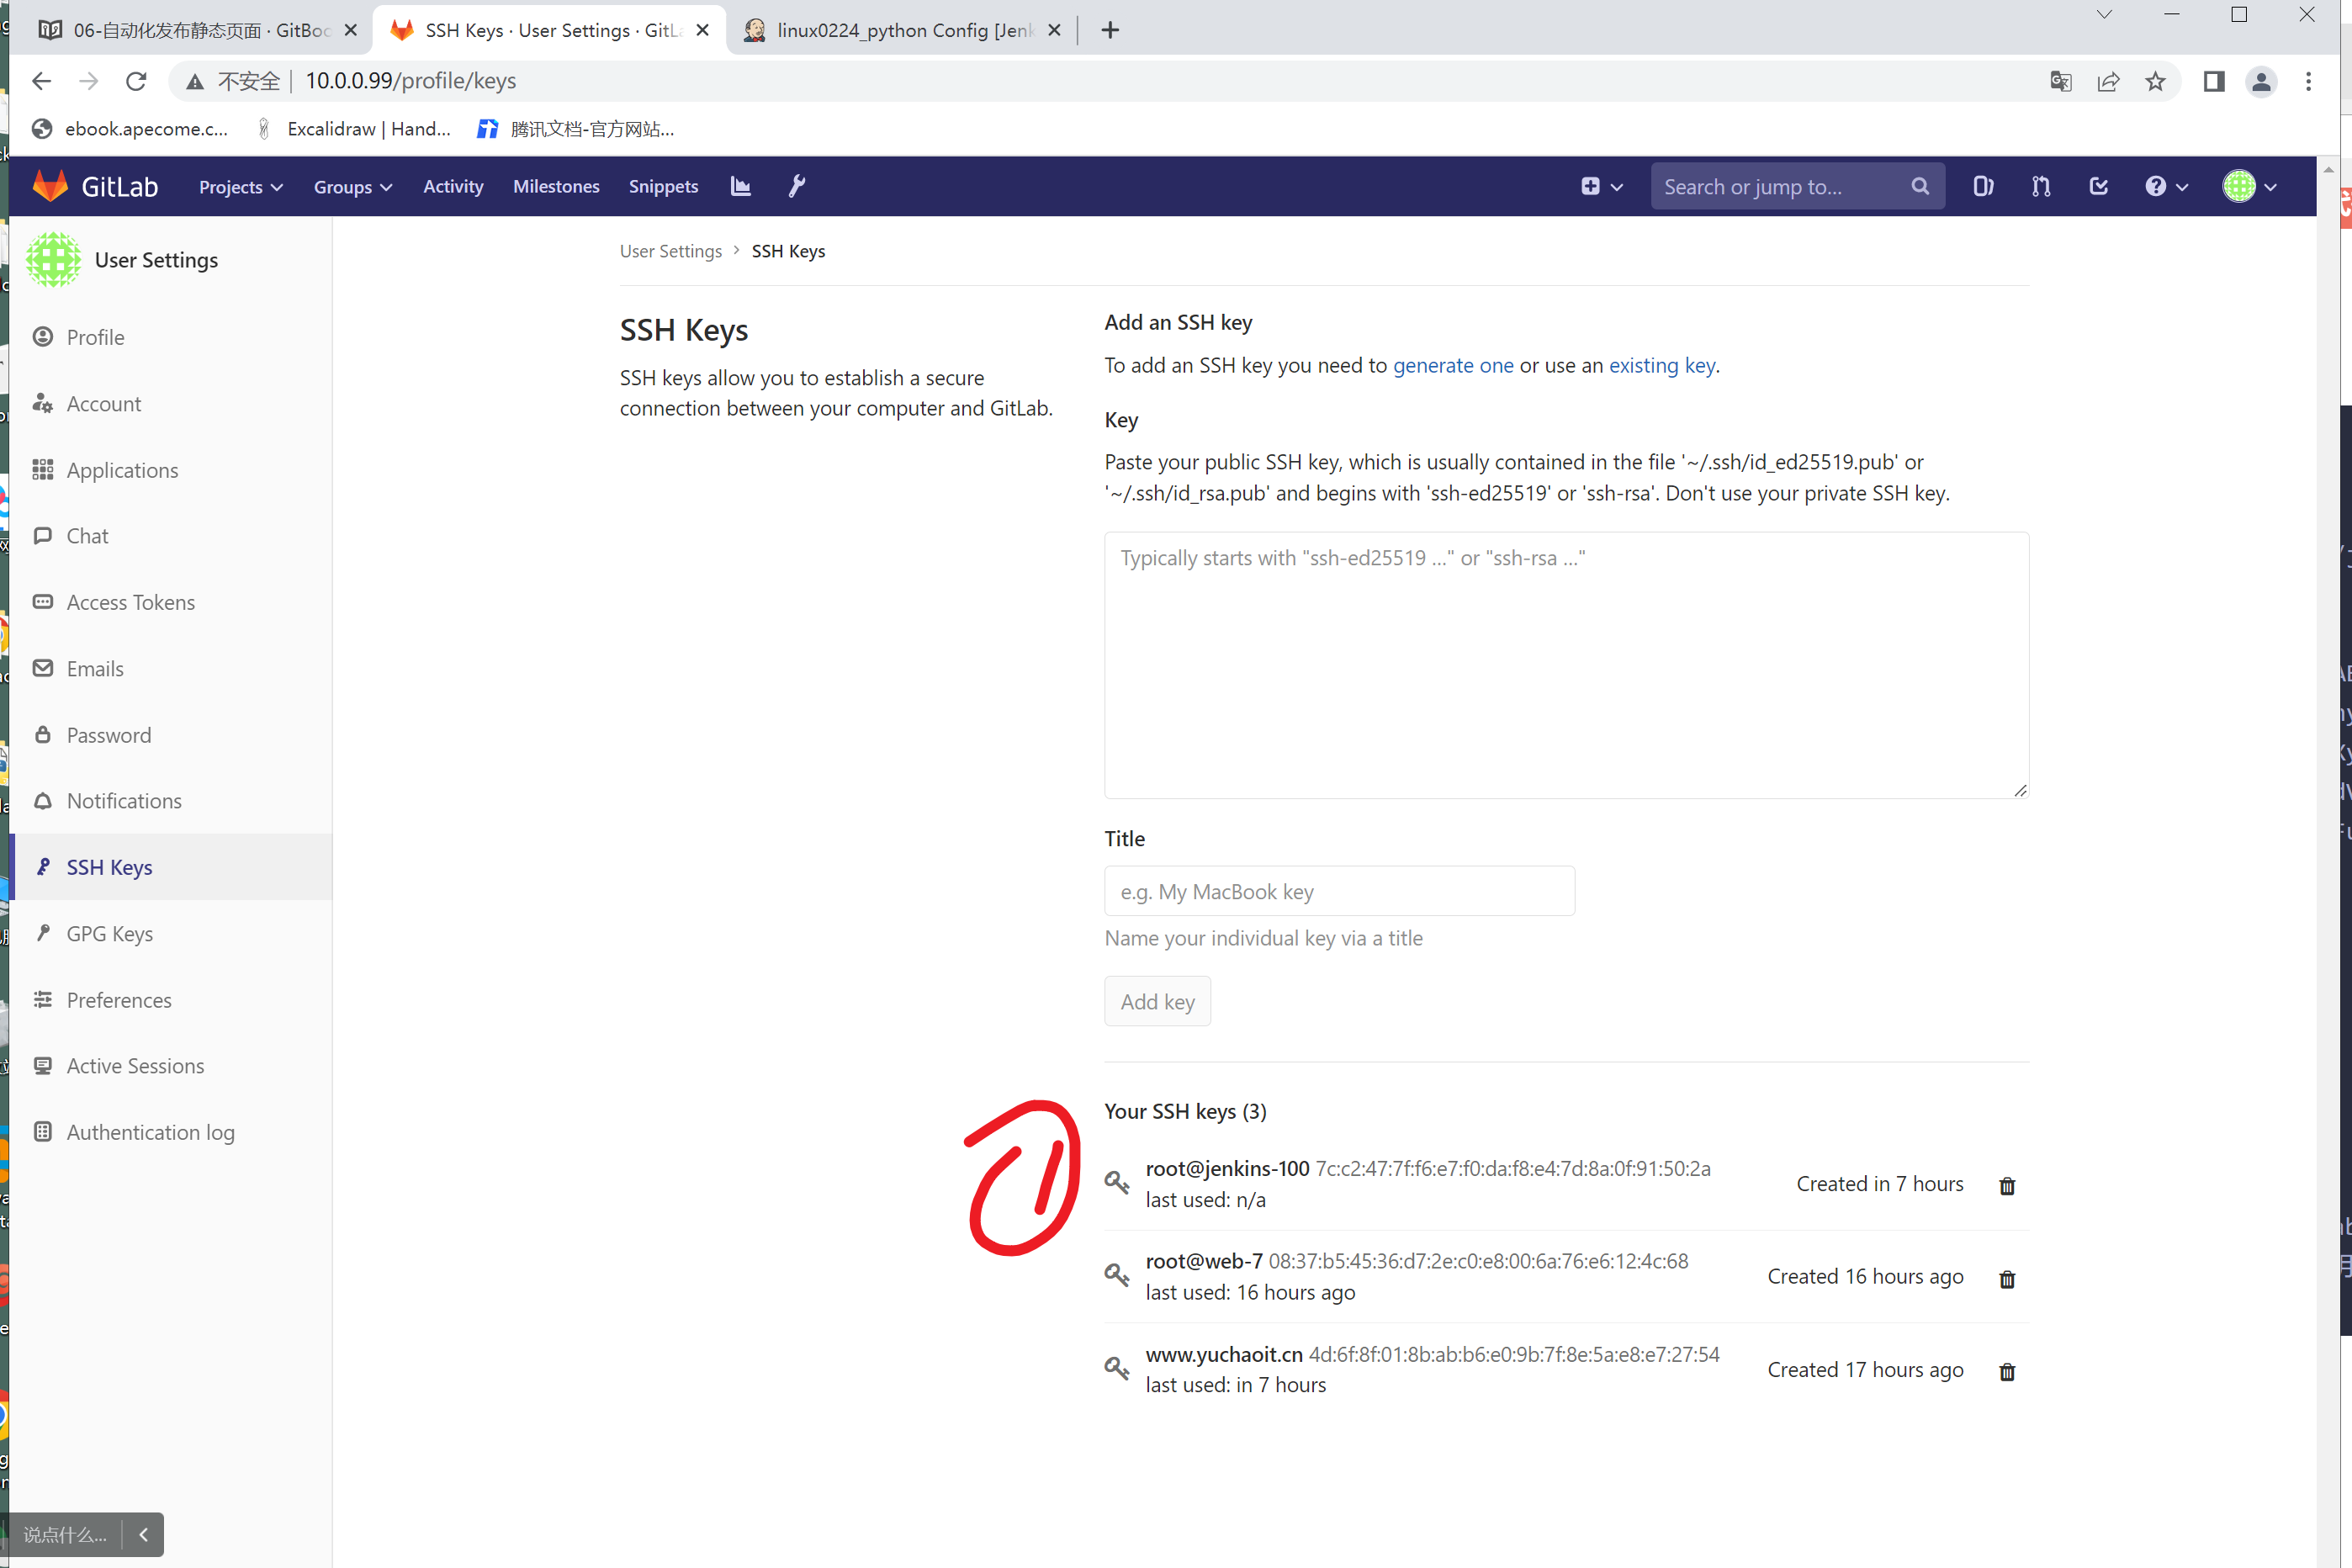 06-自动化发布静态页面 · GitBoo
SSH Keys · User Settings · GitLa
linux0224_python Config [Jenk
不安全 10.0.0.99/profile/keys
ebook.apecome.c...
Excalidraw | Hand...
腾讯文档-官方网站...
GitLab Projects Groups Activity Milestones Snippets Search or jump to...
User Settings
Profile
Account
Applications
Chat
Access Tokens
Emails
Password
Notifications
SSH Keys
GPG Keys
Preferences
Active Sessions
Authentication log
说点什么...
User Settings > SSH Keys
SSH Keys
SSH keys allow you to establish a secure
connection between your computer and GitLab.
Add an SSH key
To add an SSH key you need to generate one or use an existing key.
Key
Paste your public SSH key, which is usually contained in the file '~/.ssh/id_ed25519.pub' or
'~/.ssh/id_rsa.pub' and begins with 'ssh-ed25519' or 'ssh-rsa'. Don't use your private SSH key.
Typically starts with "ssh-ed25519 ..." or "ssh-rsa ..."
Title
e.g. My MacBook key
Name your individual key via a title
Add key
Your SSH keys (3)
root@jenkins-100 7c:c2:47:7f:f6:e7:f0:da:f8:e4:7d:8a:0f:91:50:2a
last used: n/a
Created in 7 hours
root@web-7 08:37:b5:45:36:d7:2e:c0:e8:00:6a:76:e6:12:4c:68
last used: 16 hours ago
Created 16 hours ago
www.yuchaoit.cn 4d:6f:8f:01:8b:ab:b6:e0:9b:7f:8e:5a:e8:e7:27:54
last used: in 7 hours
Created 17 hours ago